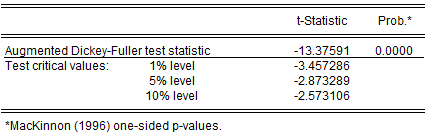 t-Statistic Prob.*
Augmented Dickey-Fuller test statistic -13.37591 0.0000
Test critical values: 1% level -3.457286
5% level -2.873289
10% level -2.573106
*MacKinnon (1996) one-sided p-values.